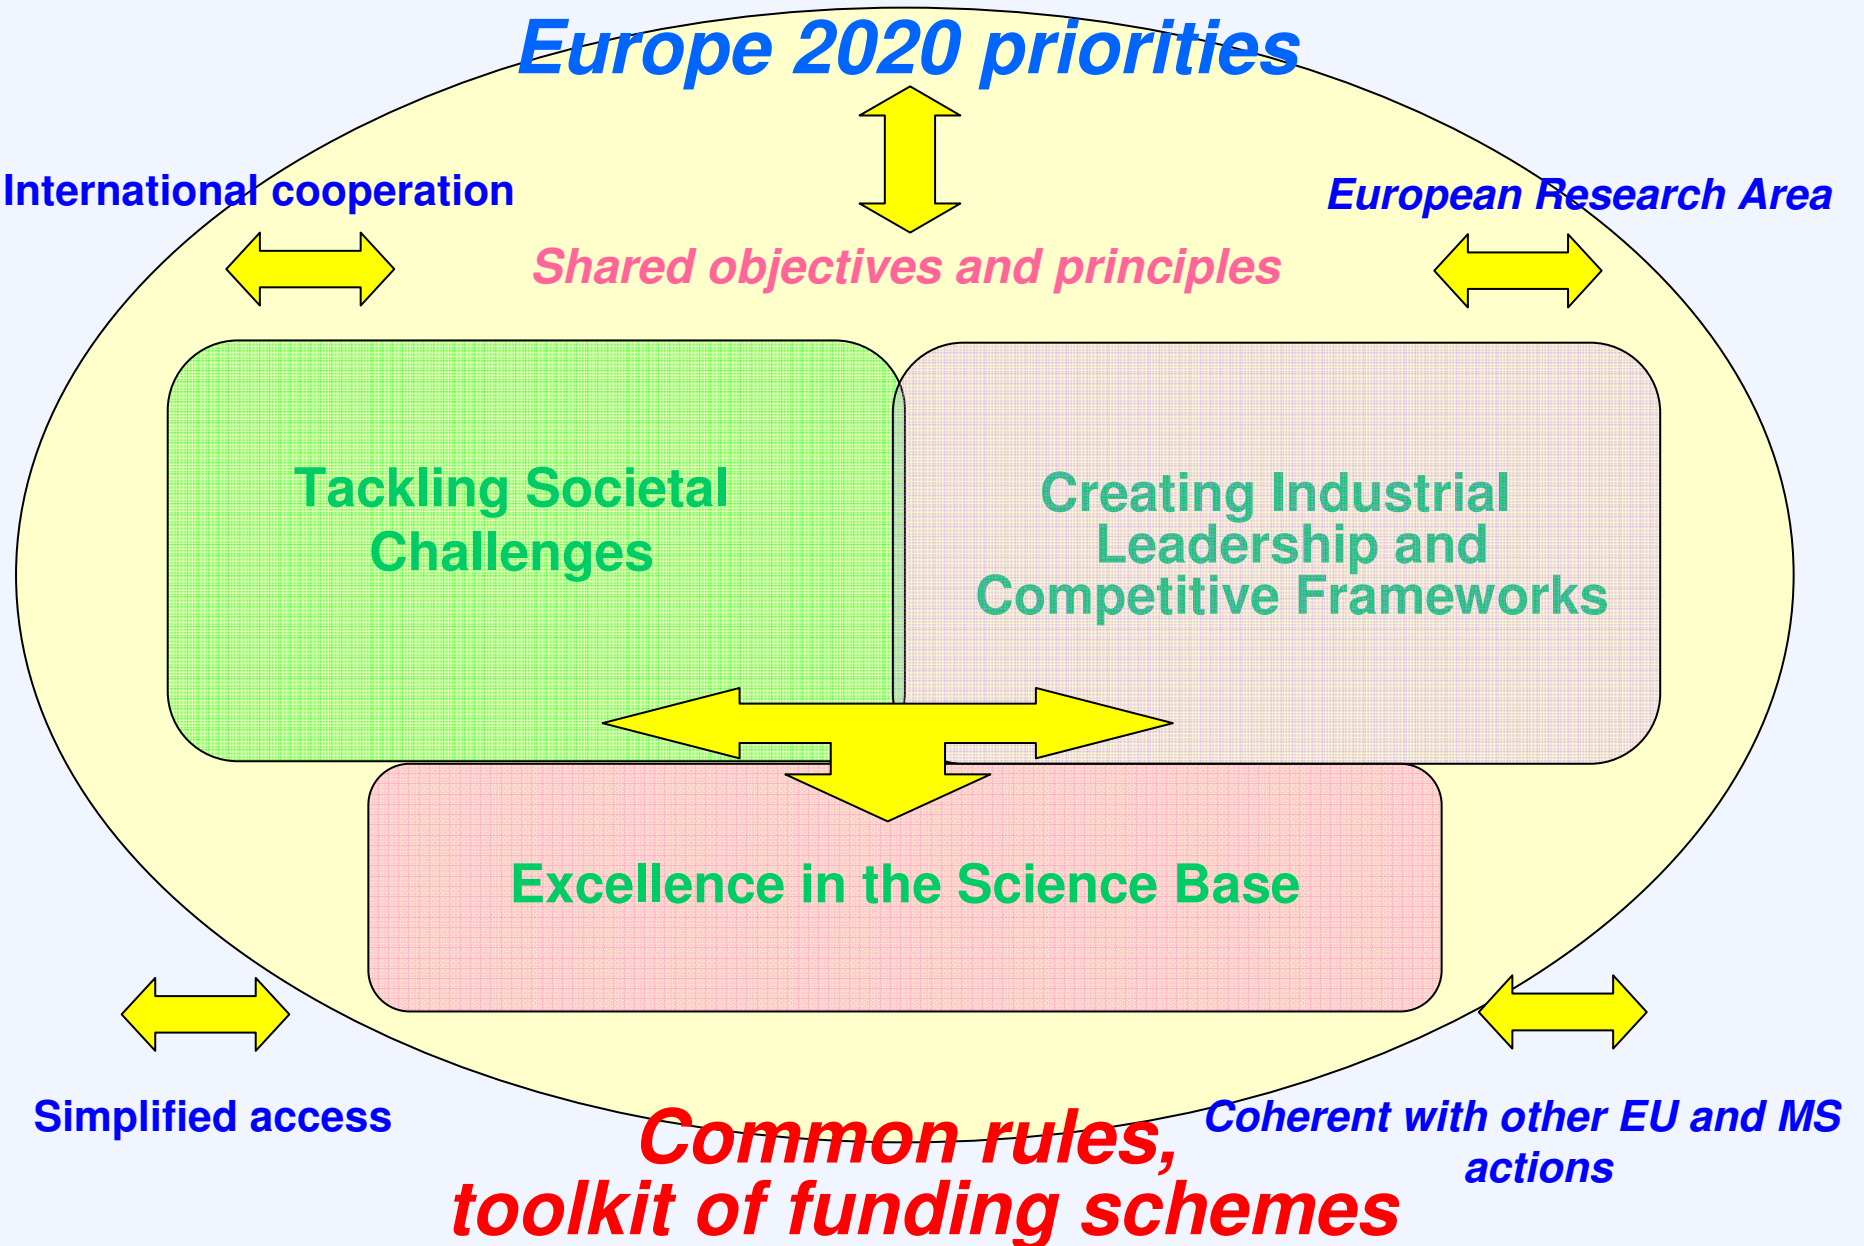 Europe 2020 priorities
International cooperation
European Research Area
Shared objectives and principles
Tackling Societal
Challenges
Creating Industrial
Leadership and
Competitive Frameworks
Excellence in the Science Base
Simplified access
Coherent with other EU and MS
actions
Common rules,
toolkit of funding schemes